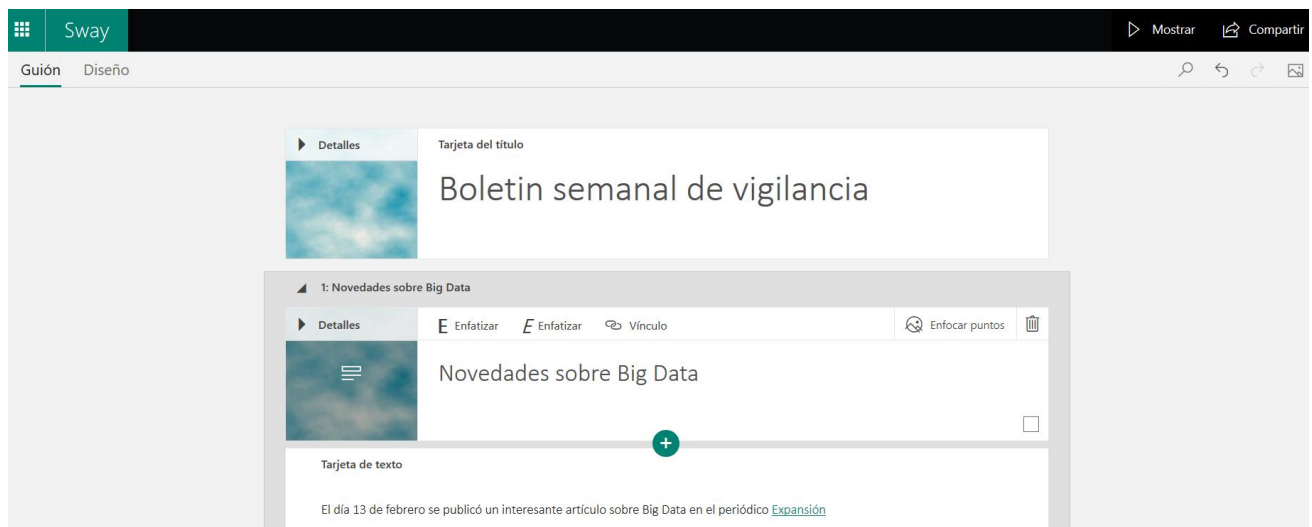 Sway
Mostrar
Compartir
Guión
Diseño
Detalles
Tarjeta del título
Boletin semanal de vigilancia
1: Novedades sobre Big Data
Detalles
E Enfatizar
E Enfatizar
Vínculo
Enfocar puntos
Novedades sobre Big Data
Tarjeta de texto
El día 13 de febrero se publicó un interesante artículo sobre Big Data en el periódico Expansión